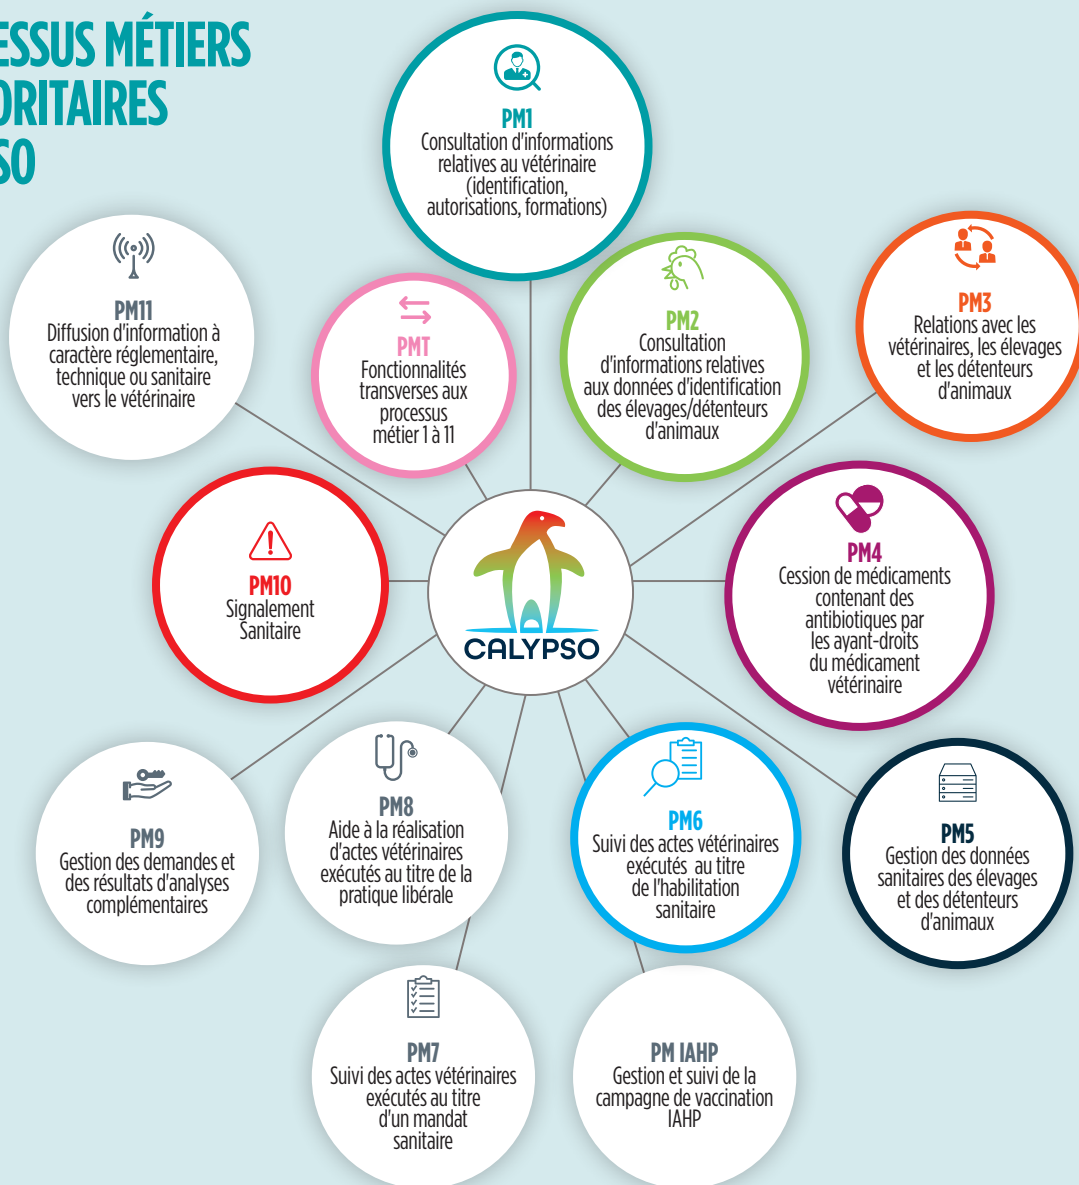 ESSUS MÉTIERS
ORITAIRES
SO
PM1
Consultation d'informations
relatives au vétérinaire
(identification,
autorisations, formations)
PM11
Diffusion d'information à
caractère réglementaire,
technique ou sanitaire
vers le vétérinaire
PMT
Fonctionnalités
transverses aux
processus
métier 1 à 11
PM2
Consultation
d'informations relatives
aux données d'identification
des élevages/détenteurs
d'animaux
PM3
Relations avec les
vétérinaires, les élevages
et les détenteurs
d'animaux
PM10
Signalement
Sanitaire
CALYPSO
PM4
Cession de médicaments
contenant des
antibiotiques par
les ayant-droits
du médicament
vétérinaire
PM9
Gestion des demandes et
des résultats d'analyses
complémentaires
PM8
Aide à la réalisation
d'actes vétérinaires
exécutés au titre de la
pratique libérale
PM6
Suivi des actes vétérinaires
exécutés au titre
de l'habilitation
sanitaire
PM5
Gestion des données
sanitaires des élevages
et des détenteurs
d'animaux
PM7
Suivi des actes vétérinaires
exécutés au titre
d'un mandat
sanitaire
PM IAHP
Gestion et suivi de la
campagne de vaccination
IAHP